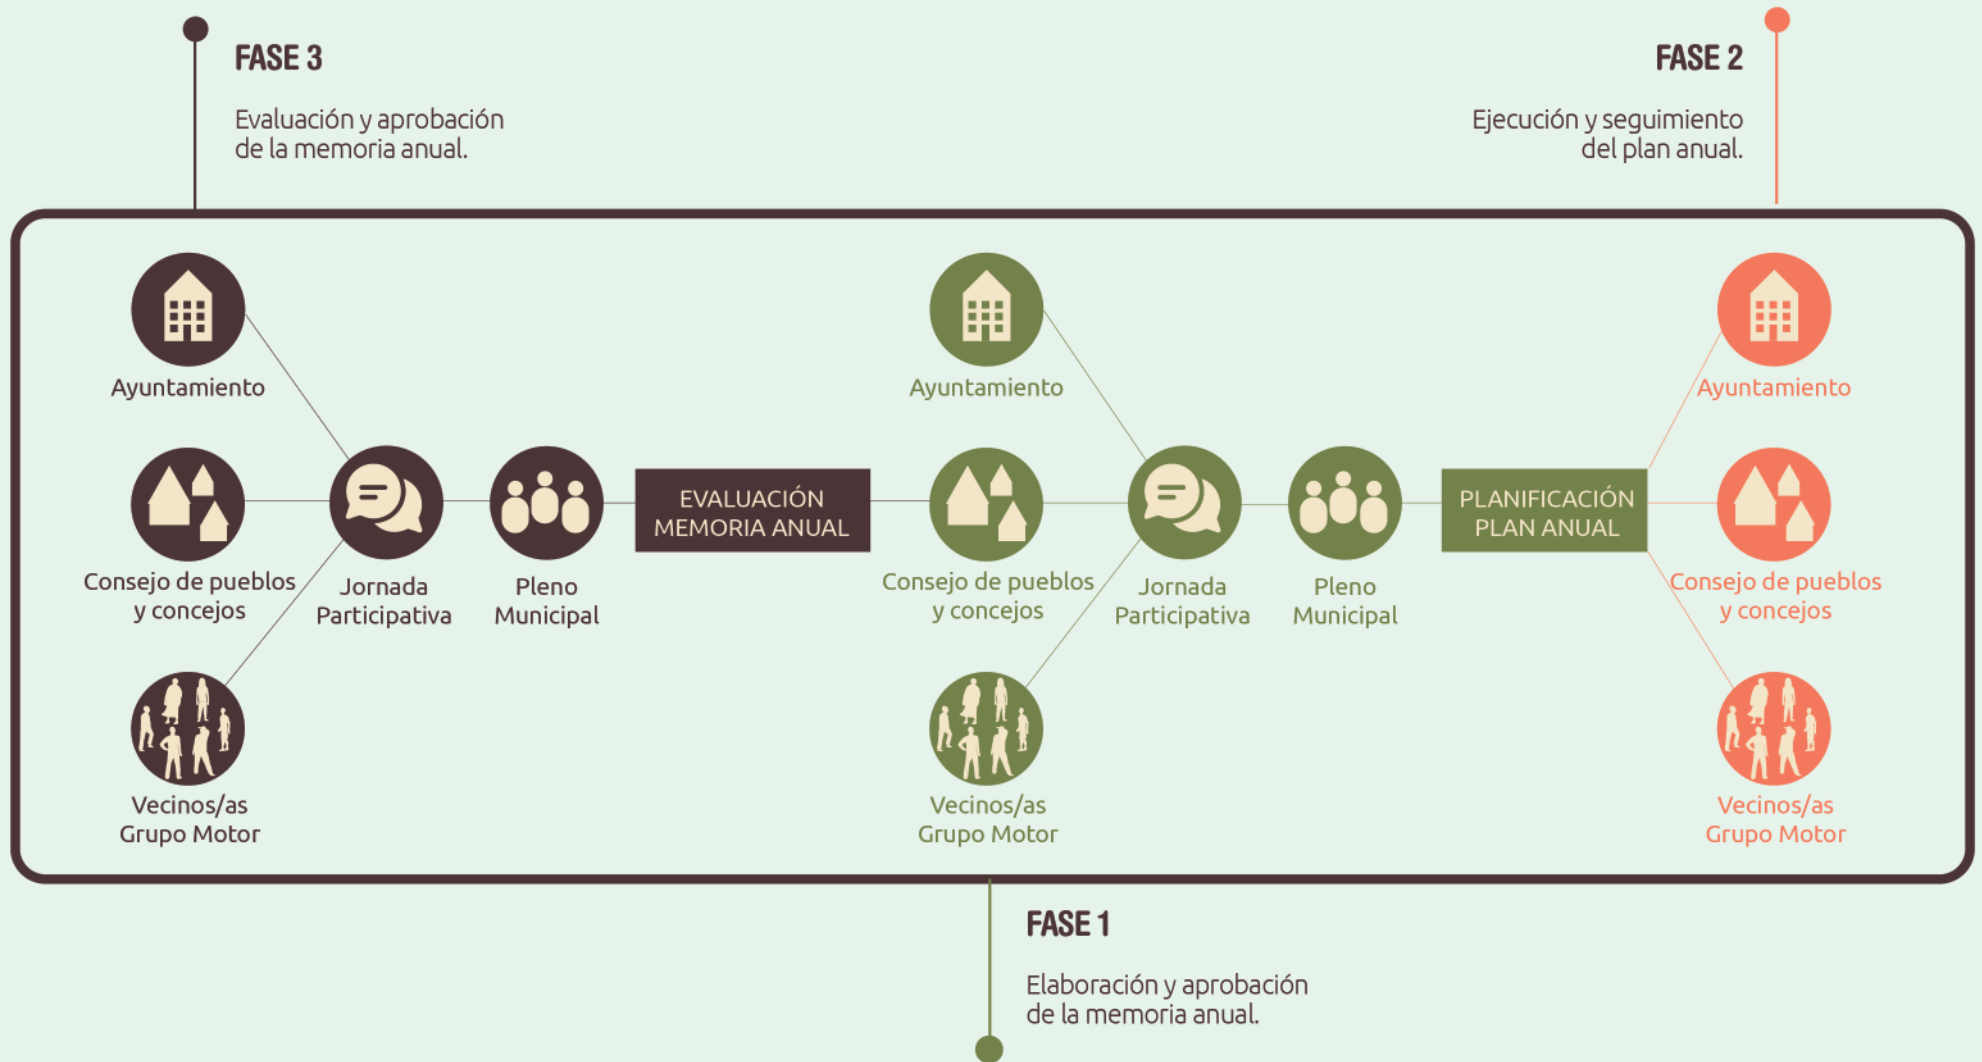 FASE 3
Evaluación y aprobación
de la memoria anual.
FASE 2
Ejecución y seguimiento
del plan anual.
Ayuntamiento
Consejo de pueblos
y concejos
Vecinos/as
Grupo Motor
Jornada
Participativa
Pleno
Municipal
EVALUACIÓN
MEMORIA ANUAL
Ayuntamiento
Consejo de pueblos
y concejos
Vecinos/as
Grupo Motor
Jornada
Participativa
Pleno
Municipal
PLANIFICACIÓN
PLAN ANUAL
Ayuntamiento
Consejo de pueblos
y concejos
Vecinos/as
Grupo Motor
FASE 1
Elaboración y aprobación
de la memoria anual.